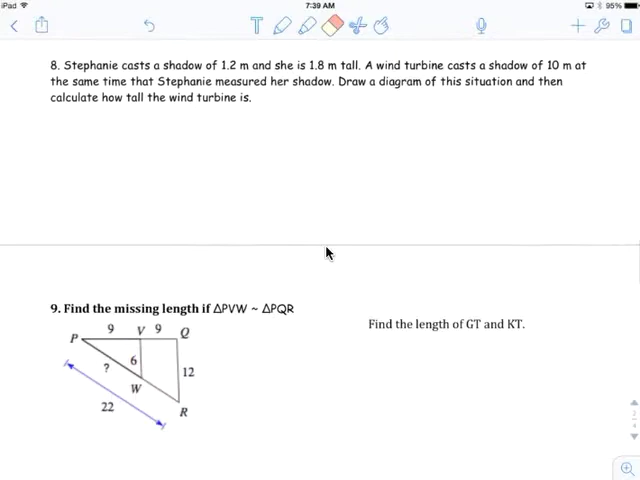 iPad 7:39 AM 95%
T
8. Stephanie casts a shadow of 1.2 m and she is 1.8 m tall. A wind turbine casts a shadow of 10 m at
the same time that Stephanie measured her shadow. Draw a diagram of this situation and then
calculate how tall the wind turbine is.
9. Find the missing length if ΔPVW ~ ΔPQR
Find the length of GT and KT.
9 V 9 Q
P
? 6
12
W
22
R
2
4